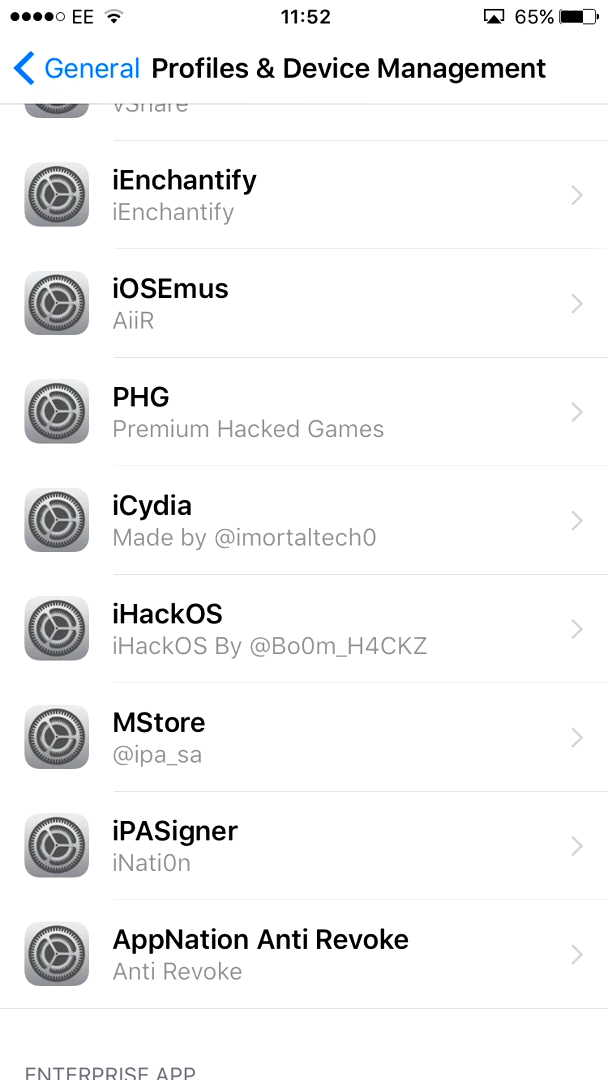 EE 11:52 65%
General Profiles & Device Management
vShare
iEnchantify
iEnchantify
iOSEmus
AiiR
PHG
Premium Hacked Games
iCydia
Made by @imortaltech0
iHackOS
iHackOS By @Bo0m_H4CKZ
MStore
@ipa_sa
iPASigner
iNati0n
AppNation Anti Revoke
Anti Revoke
ENTERPRISE APP